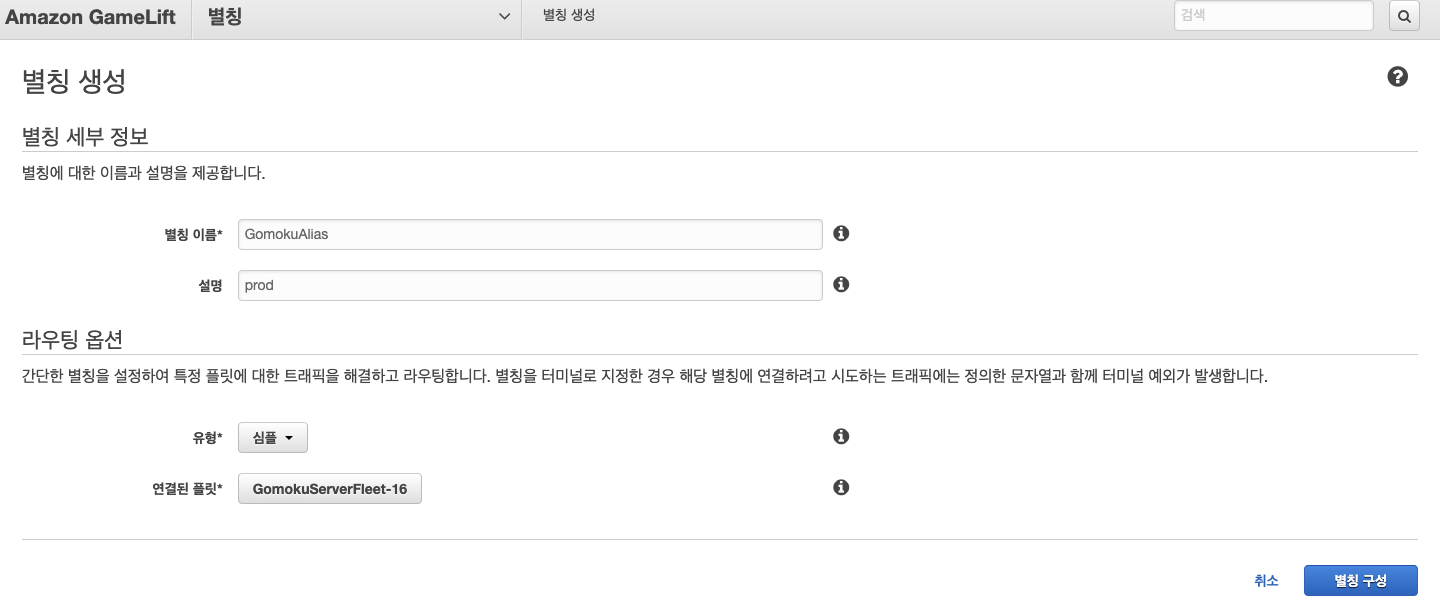 Amazon GameLift 별칭 별칭 생성 검색
별칭 생성
별칭 세부 정보
별칭에 대한 이름과 설명을 제공합니다.
별칭 이름* GomokuAlias
설명 prod
라우팅 옵션
간단한 별칭을 설정하여 특정 플릿에 대한 트래픽을 해결하고 라우팅합니다. 별칭을 터미널로 지정한 경우 해당 별칭에 연결하려고 시도하는 트래픽에는 정의한 문자열과 함께 터미널 예외가 발생합니다.
유형* 심플
연결된 플릿* GomokuServerFleet-16
취소 별칭 구성